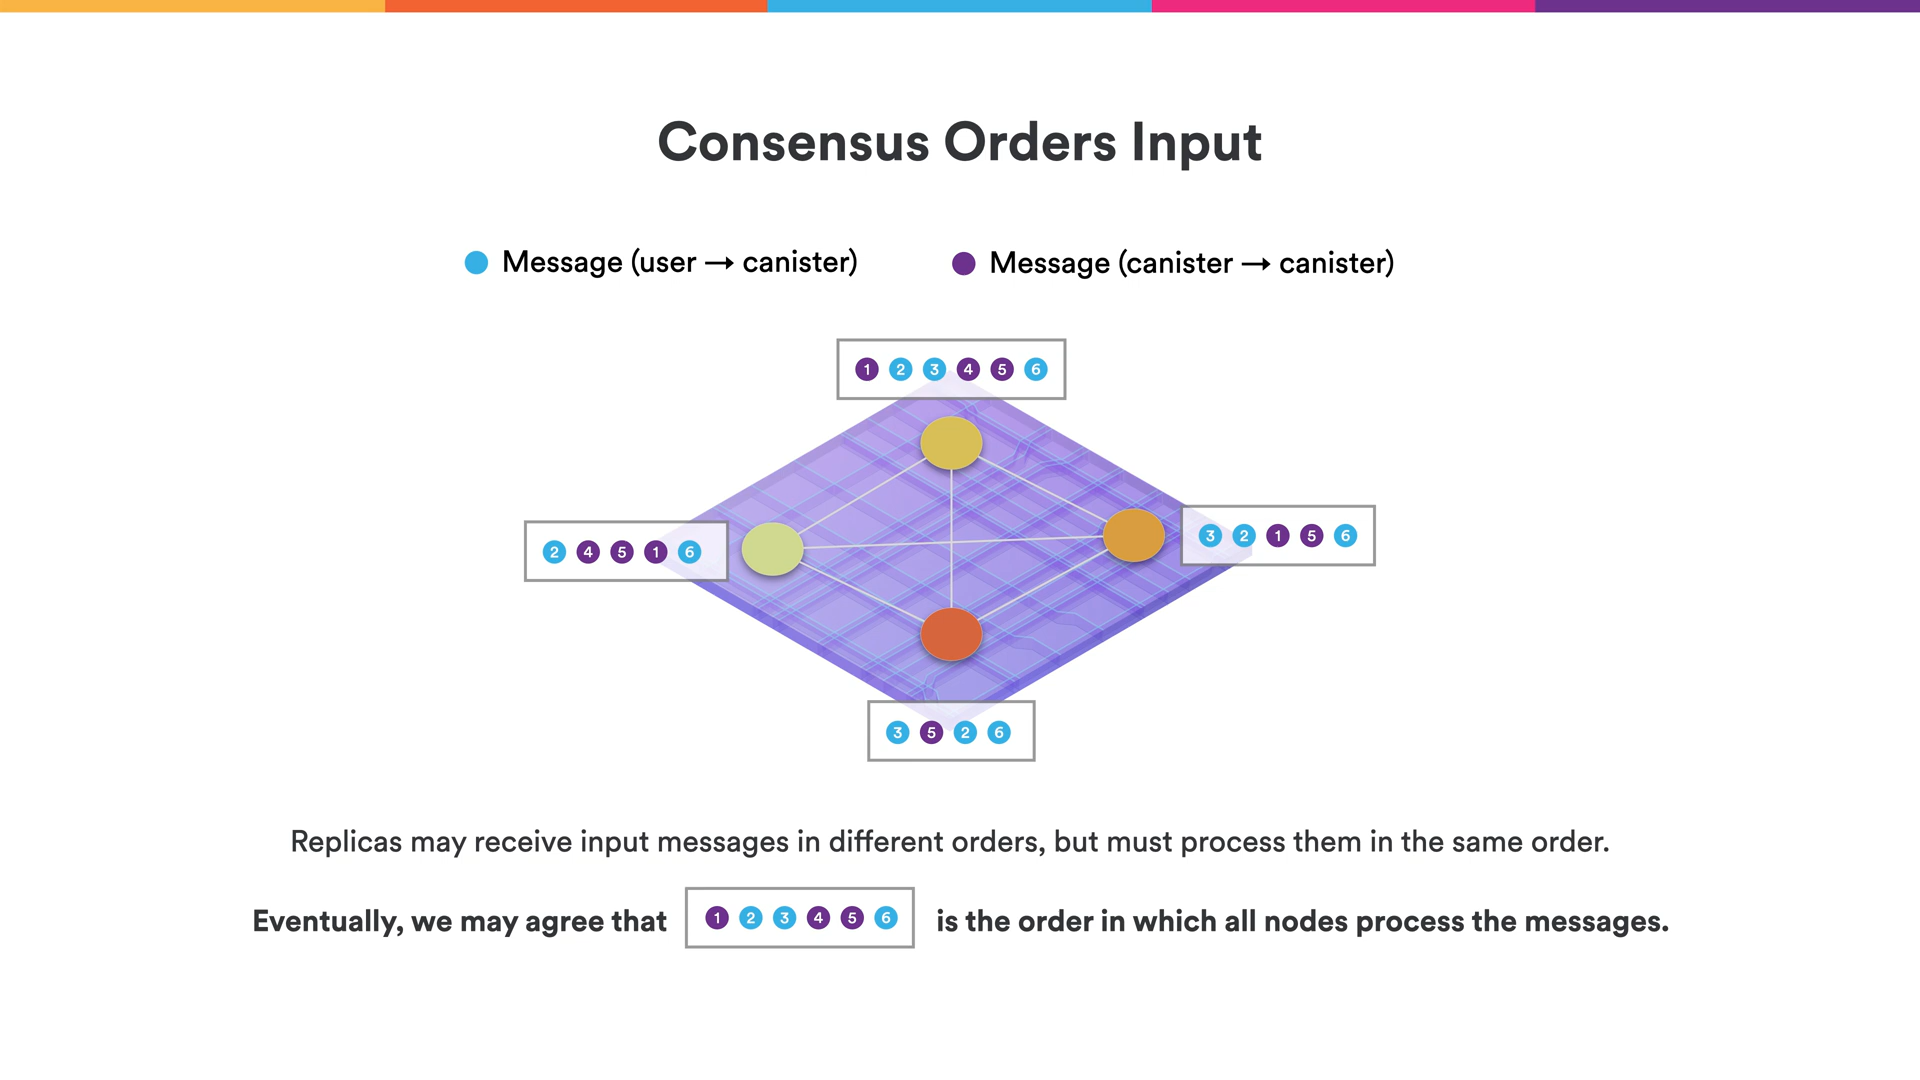 Consensus Orders Input
Message (user → canister)
Message (canister → canister)
1 2 3 4 5 6
2 4 5 1 6
3 2 1 5 6
3 5 2 6
Replicas may receive input messages in different orders, but must process them in the same order.
Eventually, we may agree that 1 2 3 4 5 6 is the order in which all nodes process the messages.